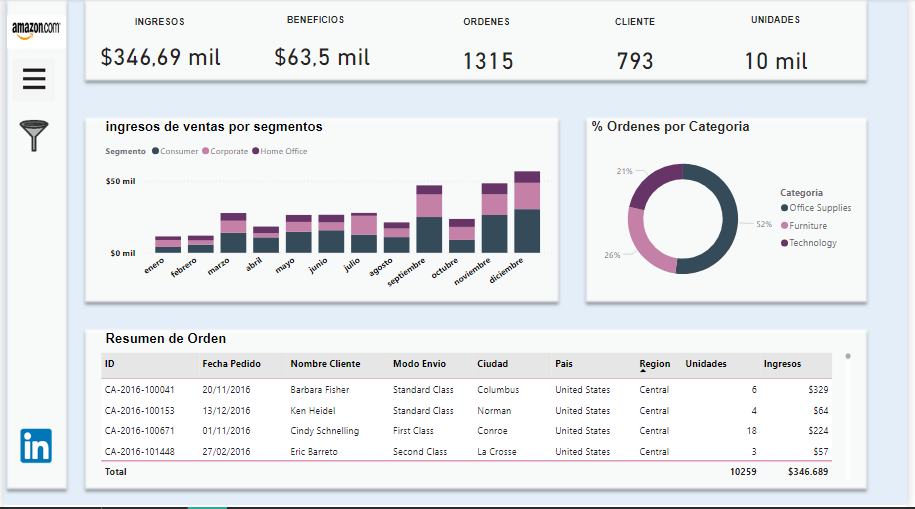 amazon.com
INGRESOS BENEFICIOS ORDENES CLIENTE UNIDADES
$346,69 mil $63,5 mil 1315 793 10 mil
ingresos de ventas por segmentos
Segmento Consumer Corporate Home Office
$50 mil
$0 mil
enero febrero marzo abril mayo junio julio agosto septiembre octubre noviembre diciembre
% Ordenes por Categoria
21%
52%
26%
Categoria
Office Supplies
Furniture
Technology
Resumen de Orden
ID Fecha Pedido Nombre Cliente Modo Envio Ciudad Pais Region Unidades Ingresos
CA-2016-100041 20/11/2016 Barbara Fisher Standard Class Columbus United States Central 6 $329
CA-2016-100153 13/12/2016 Ken Heidel Standard Class Norman United States Central 4 $64
CA-2016-100671 01/11/2016 Cindy Schnelling First Class Conroe United States Central 18 $224
CA-2016-101448 27/02/2016 Eric Barreto Second Class La Crosse United States Central 3 $57
Total 10259 $346.689
in